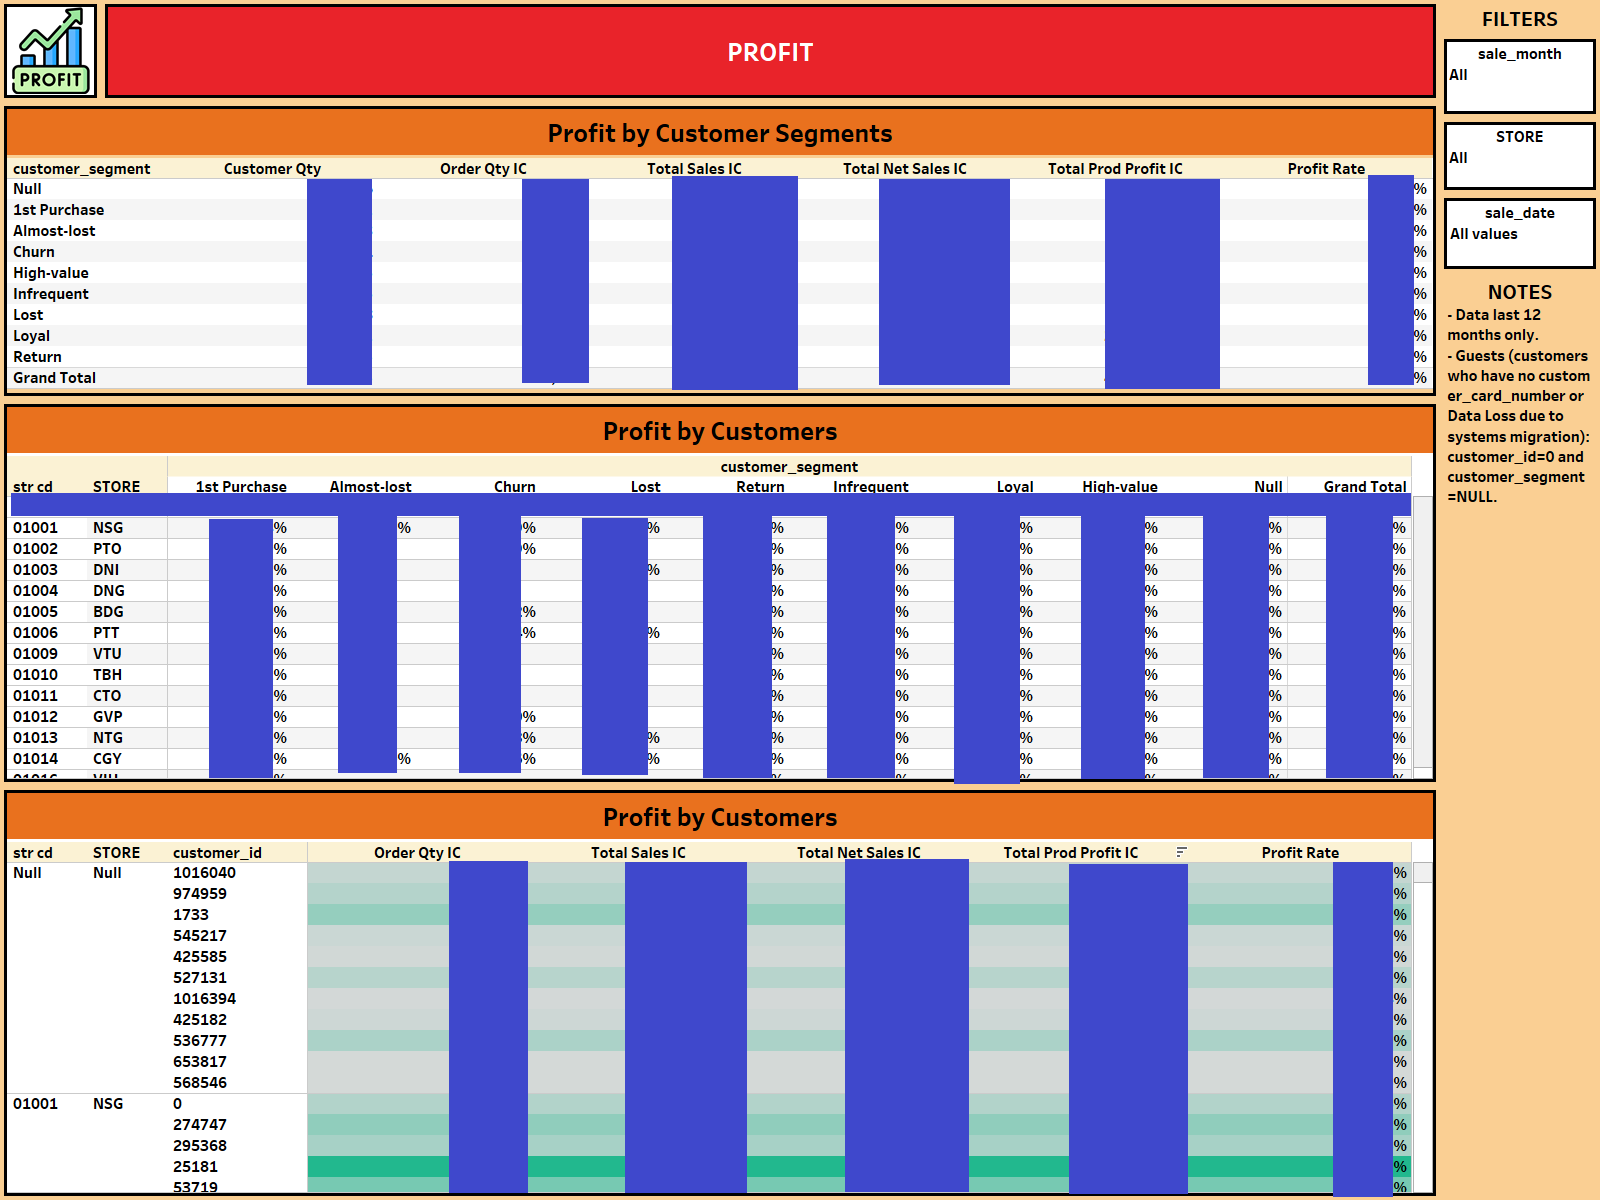 PROFIT
PROFIT
Profit by Customer Segments
customer_segment Customer Qty Order Qty IC Total Sales IC Total Net Sales IC Total Prod Profit IC Profit Rate
Null %
1st Purchase %
Almost-lost %
Churn %
High-value %
Infrequent %
Lost %
Loyal %
Return %
Grand Total %
Profit by Customers
customer_segment
str cd STORE 1st Purchase Almost-lost Churn Lost Return Infrequent Loyal High-value Null Grand Total
01001 NSG % % % % % % % % % %
01002 PTO % % % % % % % %
01003 DNI % % % % % % % %
01004 DNG % % % % % % %
01005 BDG % % % % % % % %
01006 PTT % % % % % % % % %
01009 VTU % % % % % % %
01010 TBH % % % % % % %
01011 CTO % % % % % % %
01012 GVP % % % % % % % %
01013 NTG % % % % % % % % %
01014 CGY % % % % % % % % % %
Profit by Customers
str cd STORE customer_id Order Qty IC Total Sales IC Total Net Sales IC Total Prod Profit IC Profit Rate
Null Null 1016040 %
974959 %
1733 %
545217 %
425585 %
527131 %
1016394 %
425182 %
536777 %
653817 %
568546 %
01001 NSG 0 %
274747 %
295368 %
25181 %
53719 %
FILTERS
sale_month
All
STORE
All
sale_date
All values
NOTES
- Data last 12
months only.
- Guests (customers
who have no custom
er_card_number or
Data Loss due to
systems migration):
customer_id=0 and
customer_segment
=NULL.